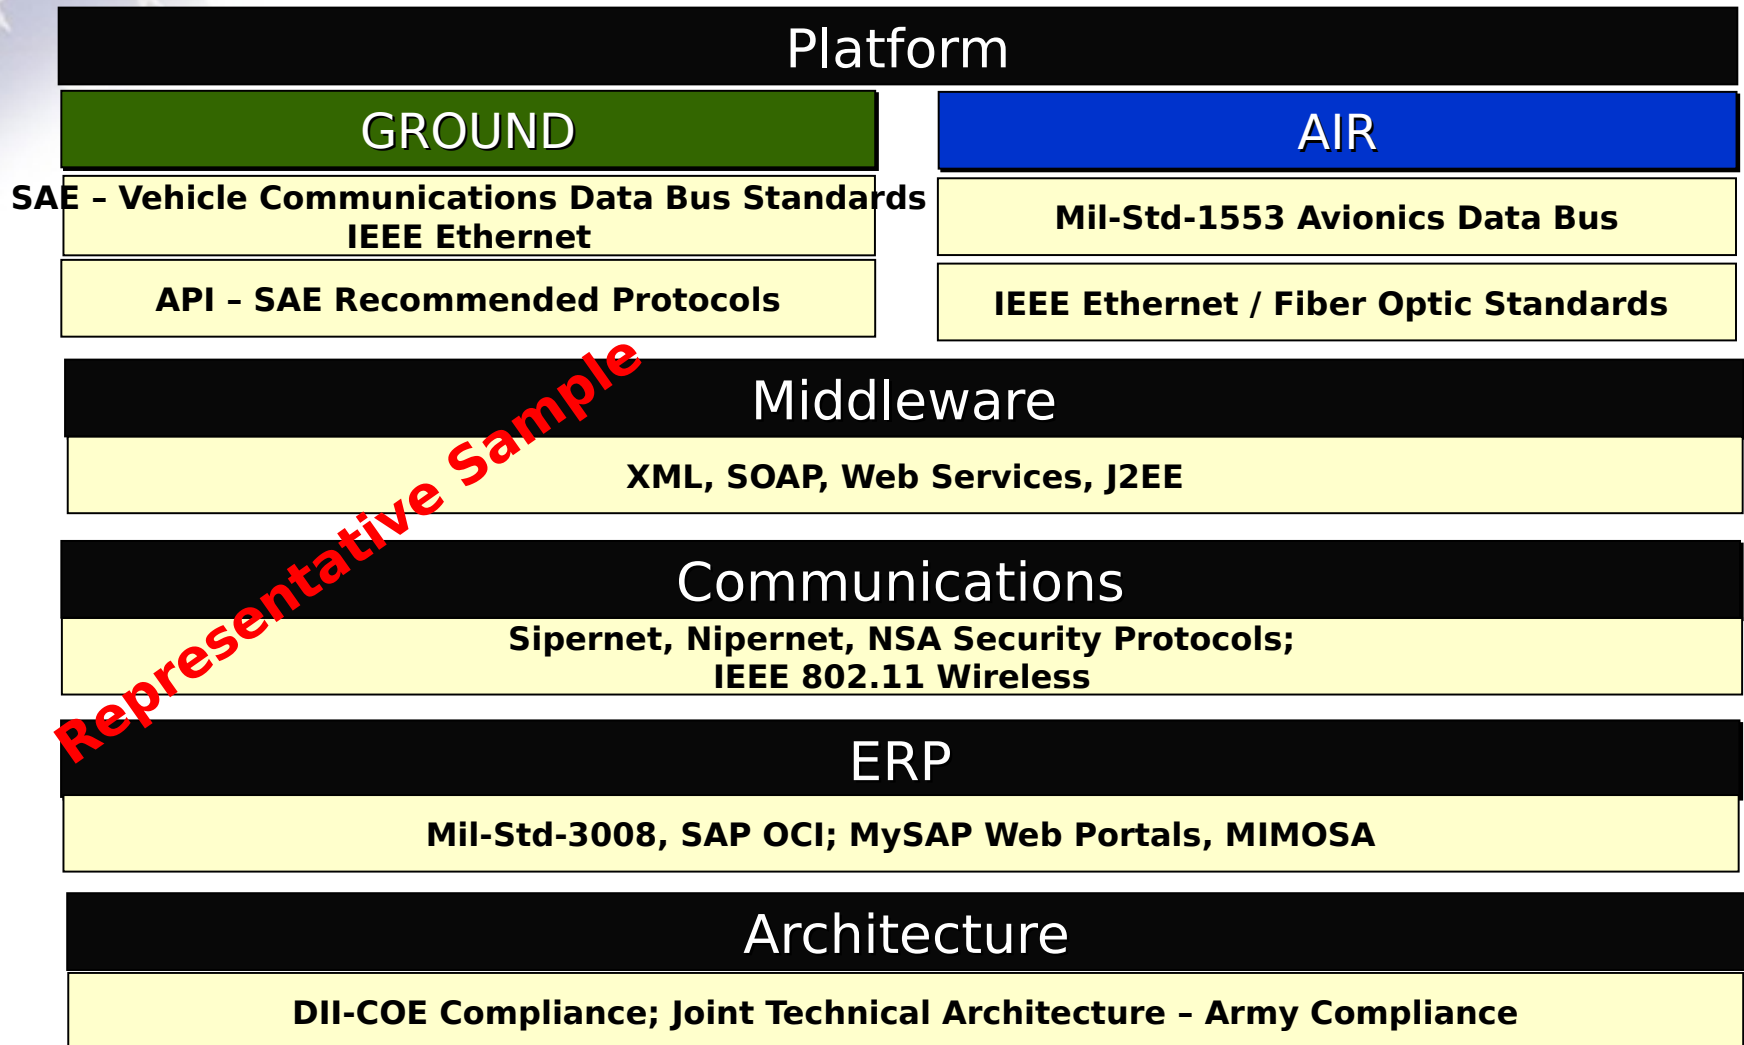 Platform
GROUND
AIR
SAE – Vehicle Communications Data Bus Standards
IEEE Ethernet
Mil-Std-1553 Avionics Data Bus
API – SAE Recommended Protocols
IEEE Ethernet / Fiber Optic Standards
Representative Sample
Middleware
XML, SOAP, Web Services, J2EE
Communications
Sipernet, Nipernet, NSA Security Protocols;
IEEE 802.11 Wireless
ERP
Mil-Std-3008, SAP OCI; MySAP Web Portals, MIMOSA
Architecture
DII-COE Compliance; Joint Technical Architecture – Army Compliance